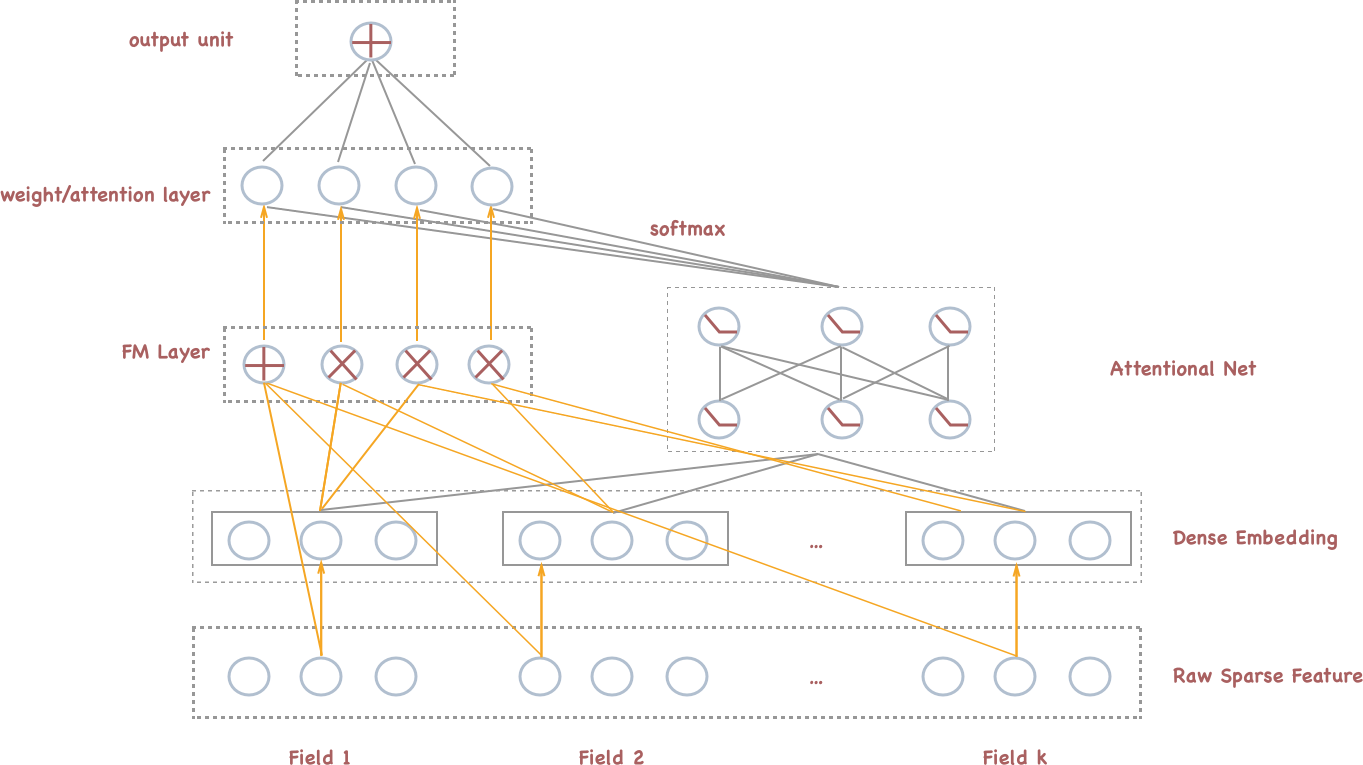 output unit
weight/attention layer
softmax
FM Layer
Attentional Net
...
Dense Embedding
...
Raw Sparse Feature
Field 1
Field 2
Field k